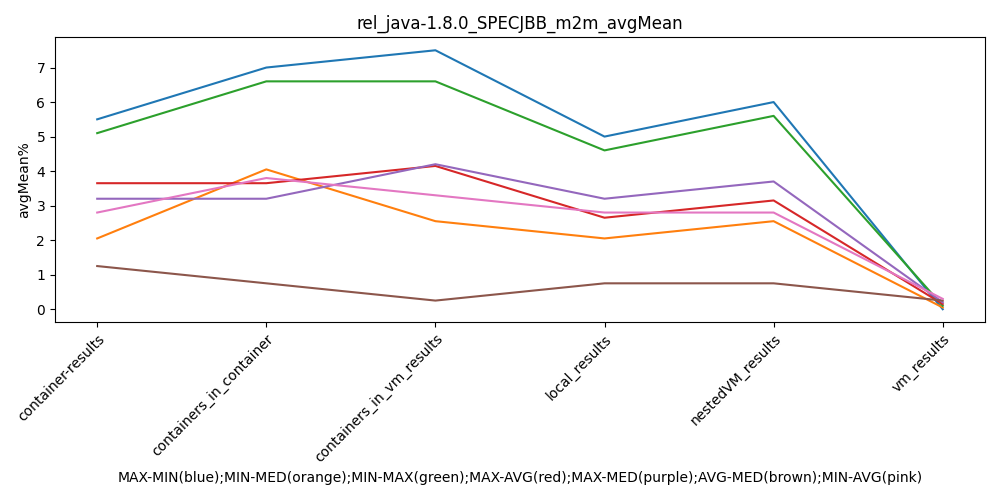 rel_java-1.8.0_SPECJBB_m2m_avgMean
avgMean%
7
6
5
4
3
2
1
0
container-results
containers_in_container
containers_in_vm_results
local_results
nestedVM_results
vm_results
MAX-MIN(blue);MIN-MED(orange);MIN-MAX(green);MAX-AVG(red);MAX-MED(purple);AVG-MED(brown);MIN-AVG(pink)